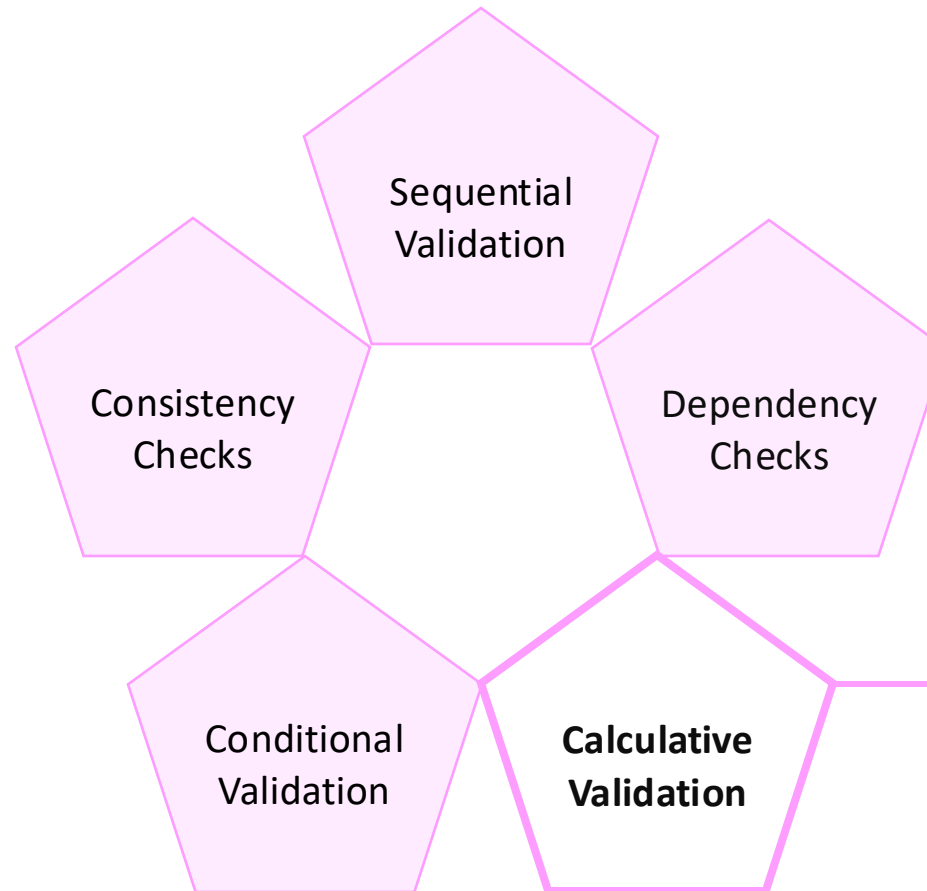 Sequential
Validation
Consistency
Checks
Dependency
Checks
Conditional
Validation
Calculative
Validation